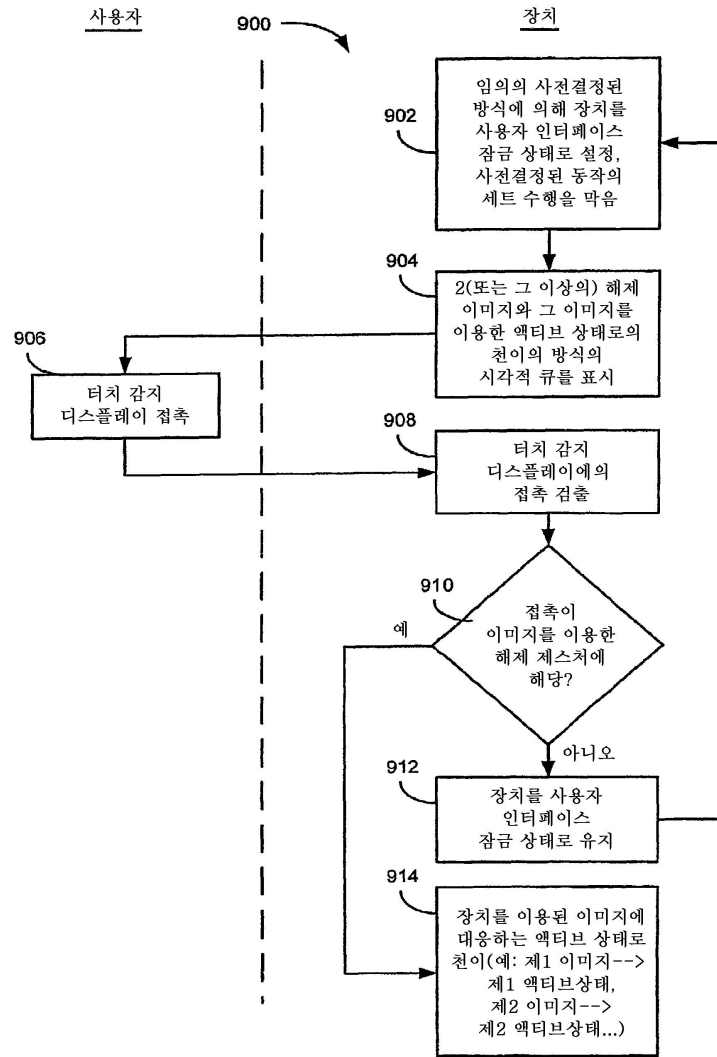 사용자
900
장치
902
임의의 사전결정된
방식에 의해 장치를
사용자 인터페이스
잠금 상태로 설정,
사전결정된 동작의
세트 수행을 막음
904
2(또는 그 이상의) 해제
이미지와 그 이미지를
이용한 액티브 상태로의
천이의 방식의
시각적 큐를 표시
906
터치 감지
디스플레이 접촉
908
터치 감지
디스플레이에의
접촉 검출
910
접촉이
이미지를 이용한
해제 제스처에
해당?
예
아니오
912
장치를 사용자
인터페이스
잠금 상태로 유지
914
장치를 이용된 이미지에
대응하는 액티브 상태로
천이(예: 제1 이미지-->
제1 액티브상태,
제2 이미지-->
제2 액티브상태...)